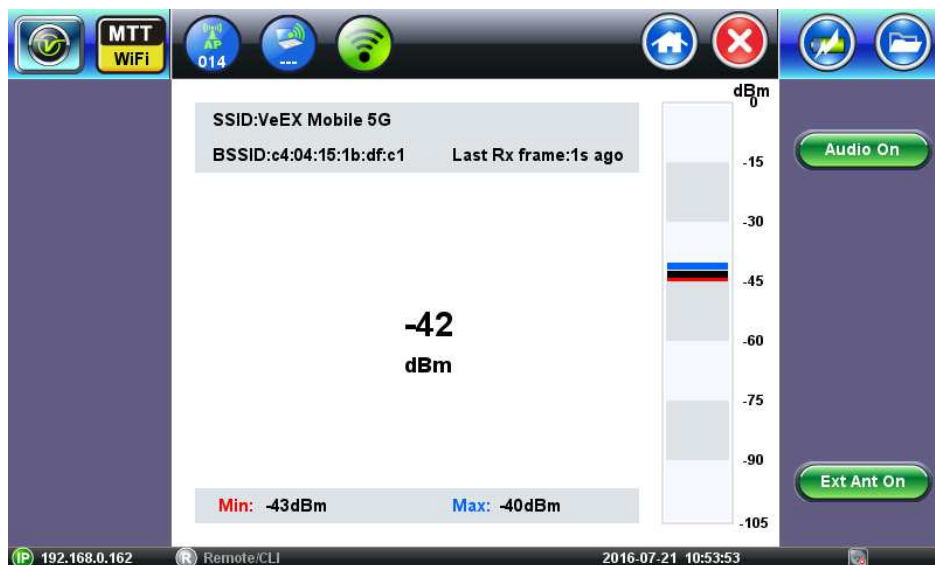 MTT
WiFi
AP
014
---
SSID:VeEX Mobile 5G
BSSID:c4:04:15:1b:df:c1 Last Rx frame:1s ago
-42
dBm
Min: -43dBm Max: -40dBm
dBm
0
-15
-30
-45
-60
-75
-90
-105
Audio On
Ext Ant On
IP 192.168.0.162 R Remote/CLI 2016-07-21 10:53:53